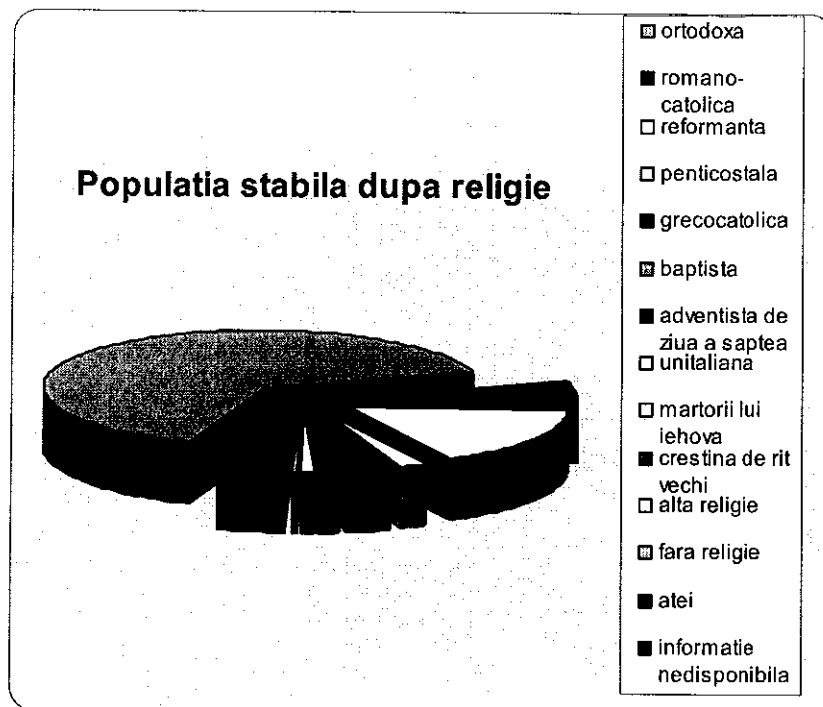 Populatia stabila dupa religie
ortodoxa
romano-
catolica
reformanta
penticostala
grecocatolica
baptista
adventista de
ziua a saptea
unitaliana
martorii lui
iehova
crestina de rit
vechi
alta religie
fara religie
atei
informatie
nedisponibila